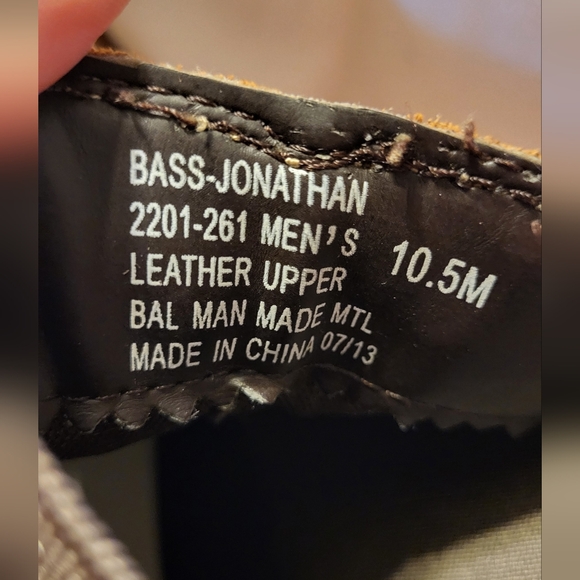 BASS-JONATHAN
2201-261 MEN'S 10.5M
LEATHER UPPER
BAL MAN MADE MTL
MADE IN CHINA 07/13